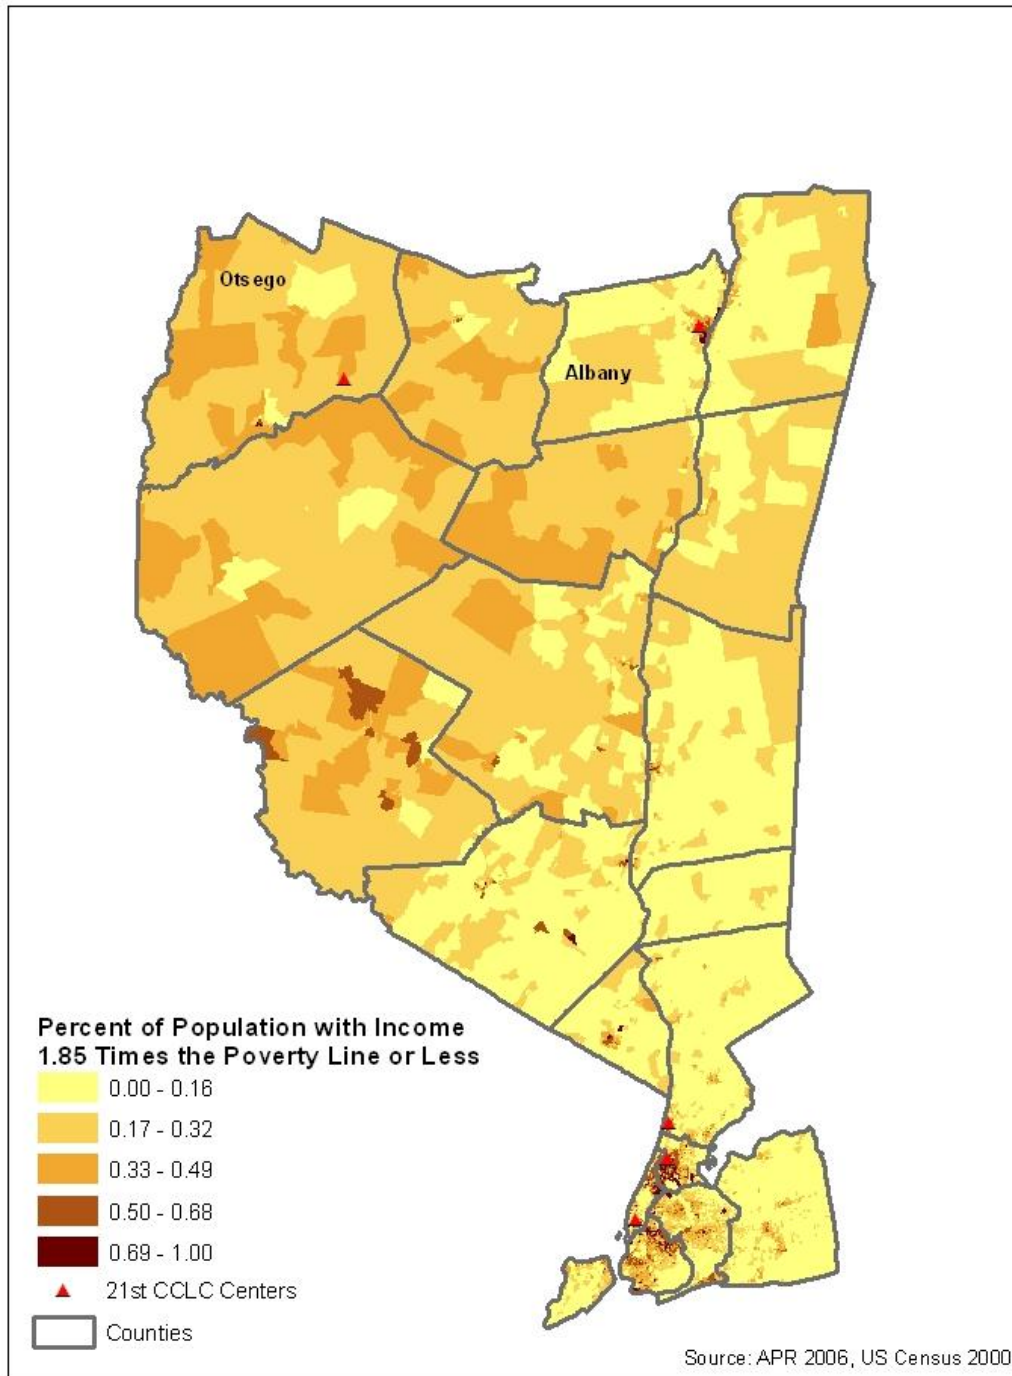 Otsego
Albany
Percent of Population with Income
1.85 Times the Poverty Line or Less
0.00 - 0.16
0.17 - 0.32
0.33 - 0.49
0.50 - 0.68
0.69 - 1.00
21st CCLC Centers
Counties
Source: APR 2006, US Census 2000